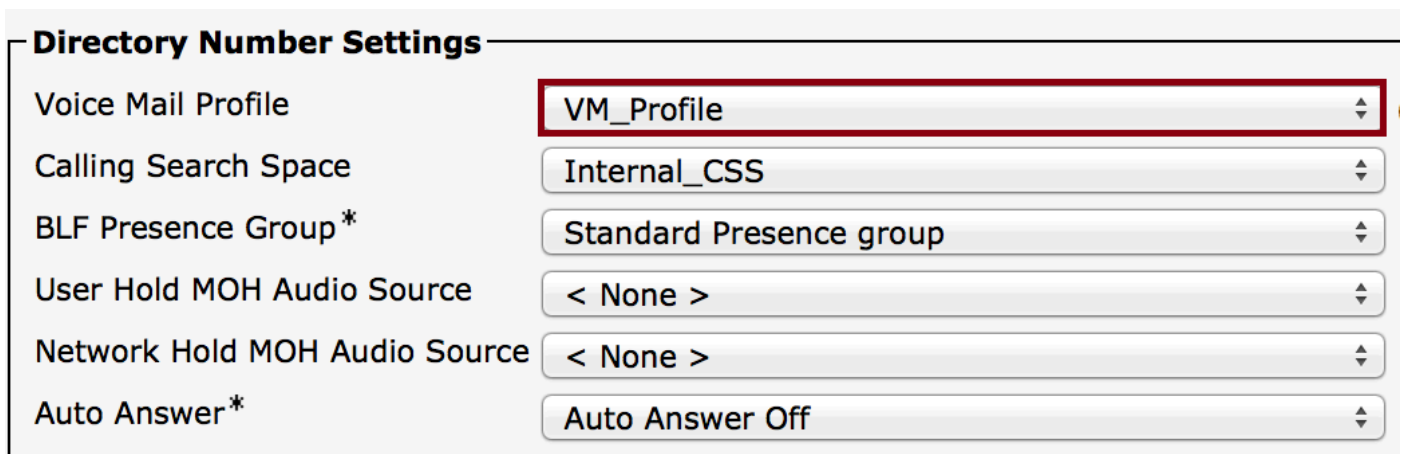 Directory Number Settings
Voice Mail Profile VM_Profile
Calling Search Space Internal_CSS
BLF Presence Group* Standard Presence group
User Hold MOH Audio Source < None >
Network Hold MOH Audio Source < None >
Auto Answer* Auto Answer Off